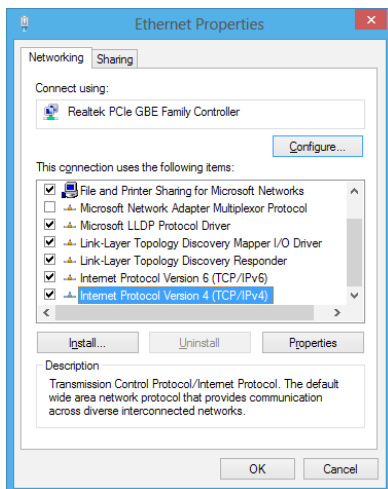 Ethernet Properties
Networking
Sharing
Connect using:
Realtek PCIe GBE Family Controller
Configure...
This connection uses the following items:
File and Printer Sharing for Microsoft Networks
Microsoft Network Adapter Multiplexor Protocol
Microsoft LLDP Protocol Driver
Link-Layer Topology Discovery Mapper I/O Driver
Link-Layer Topology Discovery Responder
Internet Protocol Version 6 (TCP/IPv6)
Internet Protocol Version 4 (TCP/IPv4)
Install...
Uninstall
Properties
Description
Transmission Control Protocol/Internet Protocol. The default
wide area network protocol that provides communication
across diverse interconnected networks.
OK
Cancel